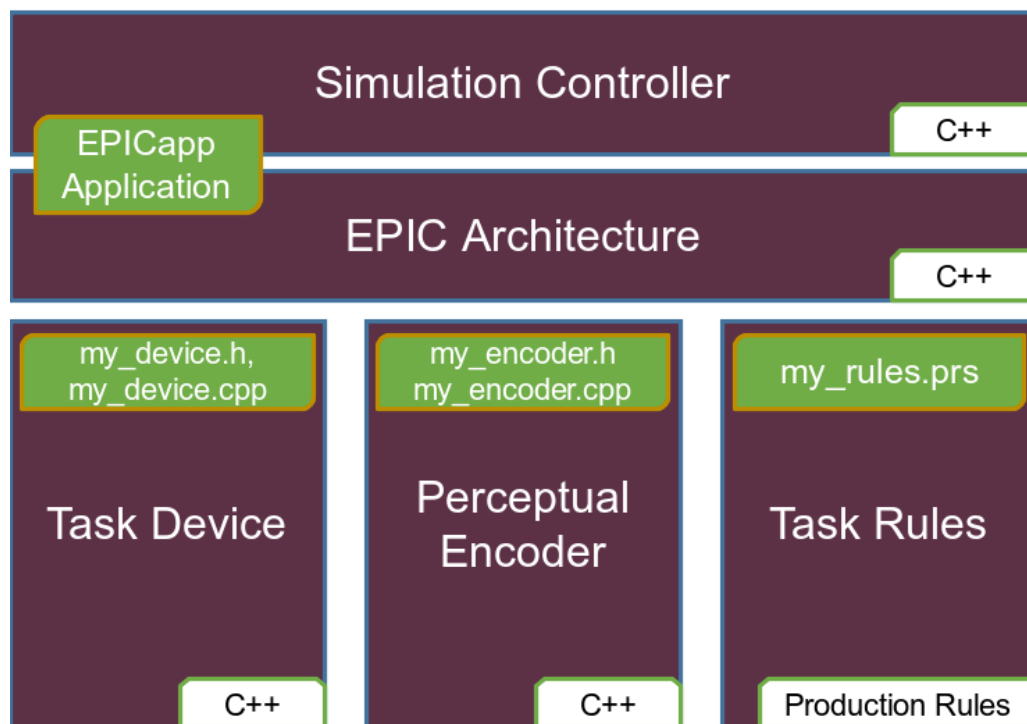 Simulation Controller
C++
EPICapp
Application
EPIC Architecture
C++
my_device.h,
my_device.cpp
Task Device
C++
my_encoder.h
my_encoder.cpp
Perceptual
Encoder
C++
my_rules.prs
Task Rules
Production Rules